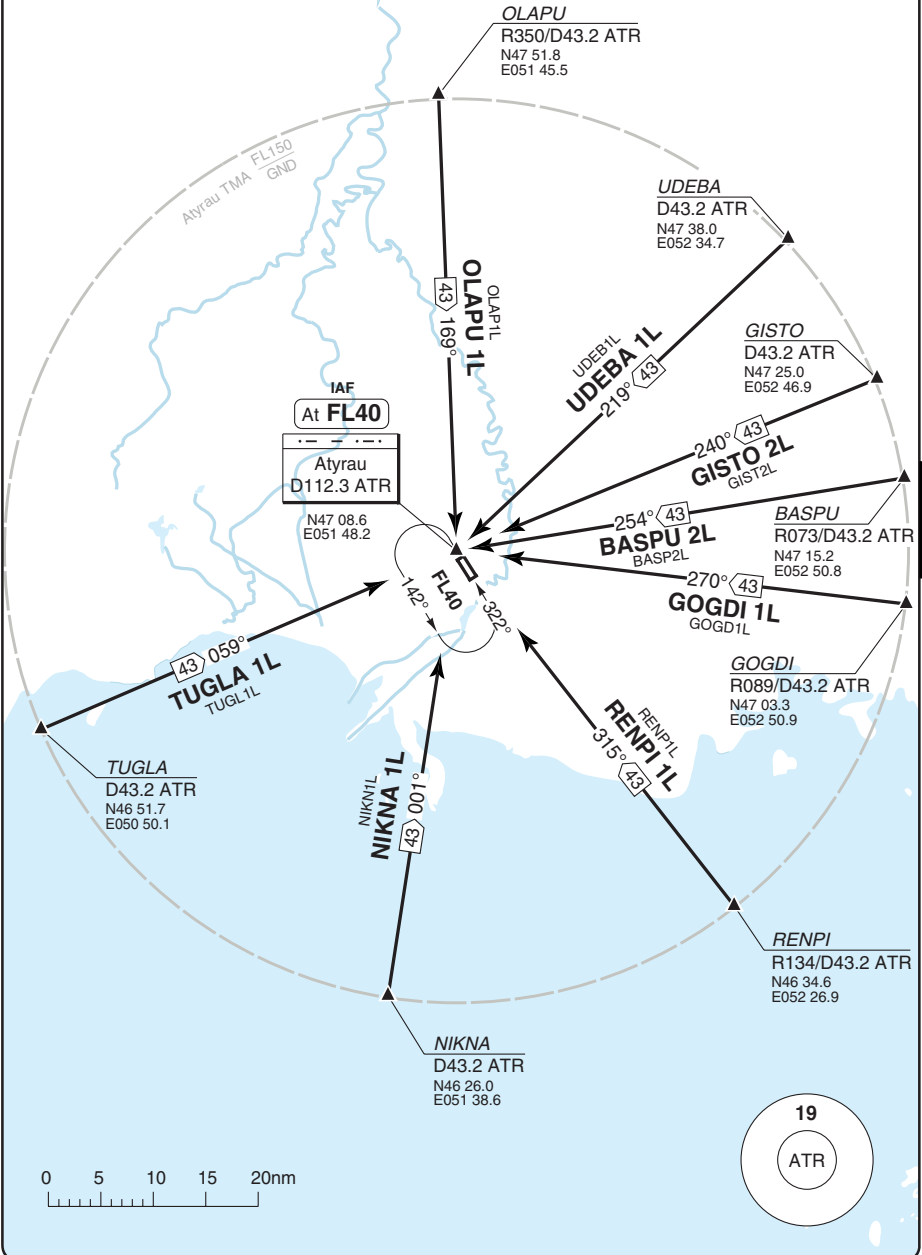 OLAPU
R350/D43.2 ATR
N47 51.8
E051 45.5
Atyrau TMA FL150
GND
UDEBA
D43.2 ATR
N47 38.0
E052 34.7
OLAP1L
OLAPU 1L
43 169°
UDEB1L
UDEBA 1L
219° 43
GISTO
D43.2 ATR
N47 25.0
E052 46.9
IAF
At FL40
Atyrau
D112.3 ATR
N47 08.6
E051 48.2
240° 43
GISTO 2L
GIST2L
254° 43
BASPU 2L
BASP2L
BASPU
R073/D43.2 ATR
N47 15.2
E052 50.8
142°
FL40
322°
270° 43
GOGDI 1L
GOGD1L
43 059°
TUGLA 1L
TUGL1L
GOGDI
R089/D43.2 ATR
N47 03.3
E052 50.9
RENP1L
RENPI 1L
315° 43
TUGLA
D43.2 ATR
N46 51.7
E050 50.1
NIKN1L
NIKNA 1L
43 001°
RENPI
R134/D43.2 ATR
N46 34.6
E052 26.9
NIKNA
D43.2 ATR
N46 26.0
E051 38.6
19
ATR
0 5 10 15 20nm